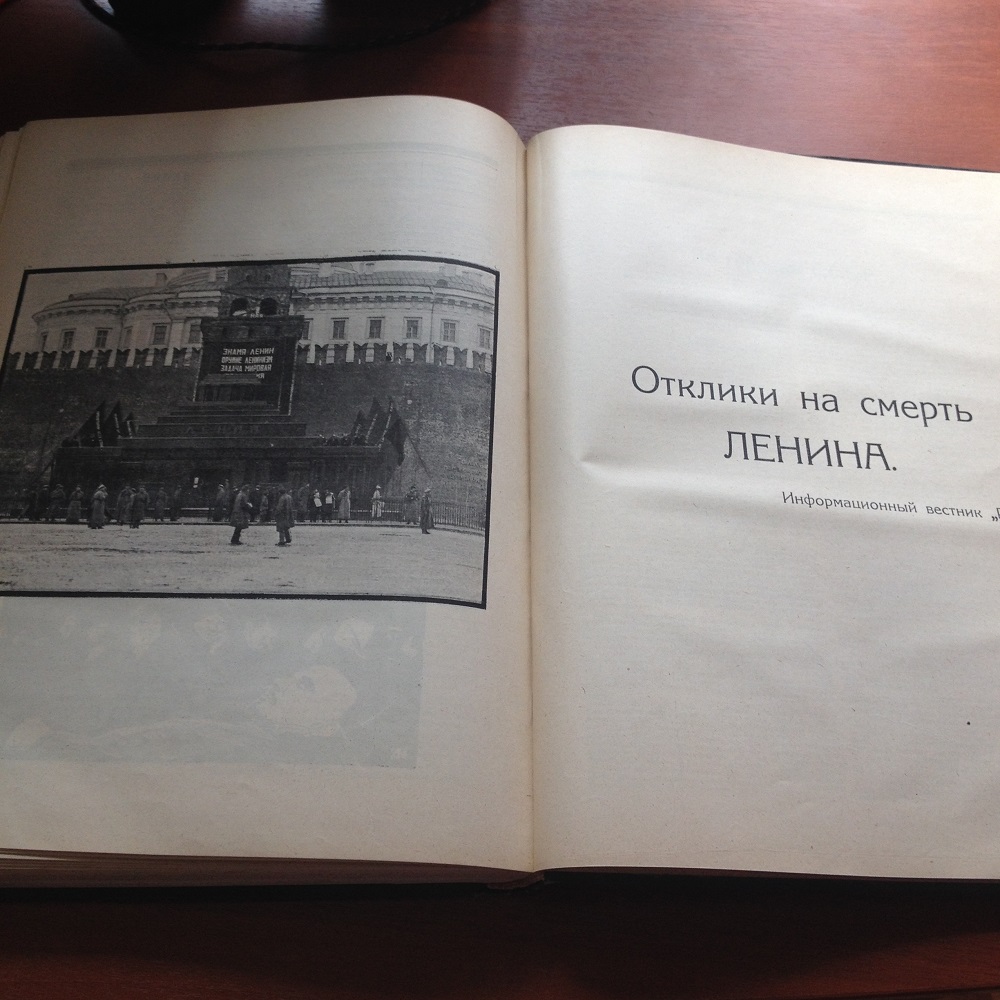 ЗНАМЯ ЛЕНИН
ОРУЖИЕ ЛЕНИНИЗМ
ЗАДАЧА МИРОВАЯ
Отклики на смерть
ЛЕНИНА.
Информационный вестник